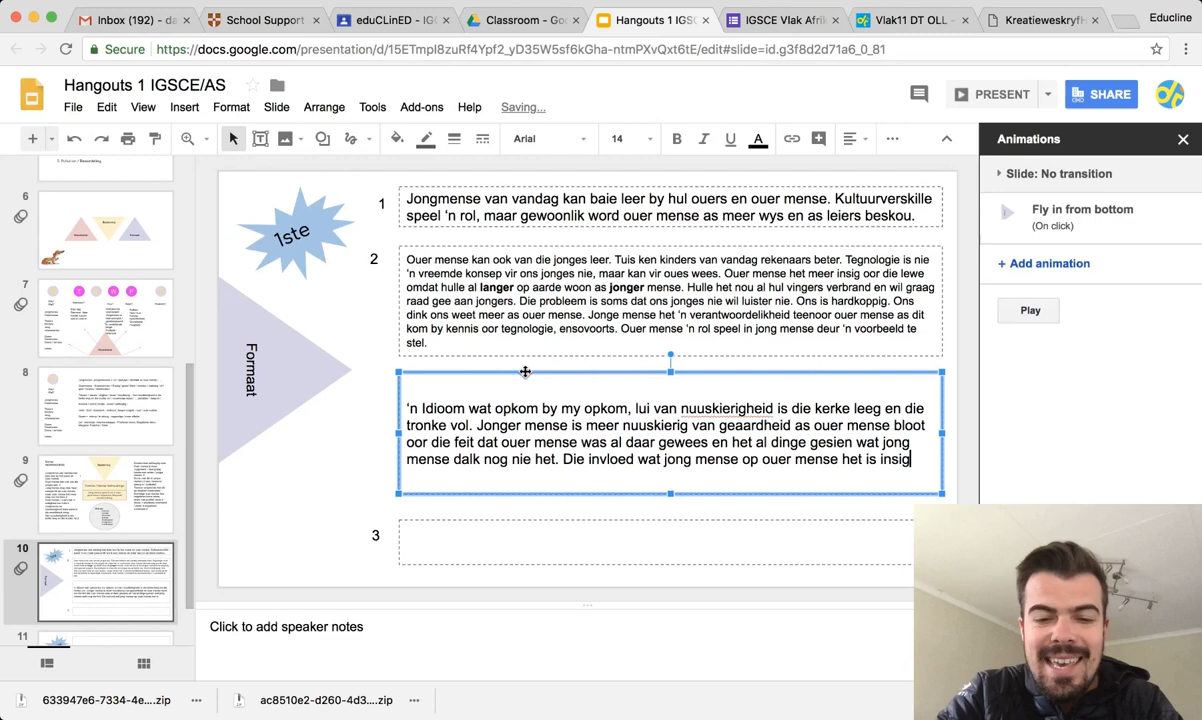 Inbox (192) - da
School Support
eduCLinED - IGC
Classroom - Goo
Hangouts 1 IGSC
IGSCE Vlak Afrik
Vlak11 DT OLL -
KreatieweskryfH
Educline
Secure
https://docs.google.com/presentation/d/15ETmpI8zuRf4Ypf2_yD35W5sf6kGha-ntmPXvQxt6tE/edit#slide=id.g3f8d2d71a6_0_81
Hangouts 1 IGSCE/AS
PRESENT
SHARE
File Edit View Insert Format Slide Arrange Tools Add-ons Help Saving...
Arial 14 B I U A
Animations
Slide: No transition
Fly in from bottom
(On click)
+ Add animation
Play
6
7
8
9
10
11
1ste
Formaat
1
Jongmense van vandag kan baie leer by hul ouers en ouer mense. Kultuurverskille
speel 'n rol, maar gewoonlik word ouer mense as meer wys en as leiers beskou.
2
Ouer mense kan ook van die jonges leer. Tuis ken kinders van vandag rekenaars beter. Tegnologie is nie
'n vreemde konsep vir ons jonges nie, maar kan vir oues wees. Ouer mense het meer insig oor die lewe
omdat hulle al langer op aarde woon as jonger mense. Hulle het nou al hul vingers verbrand en wil graag
raad gee aan jongers. Die probleem is soms dat ons jonges nie wil luister nie. Ons is hardkoppig. Ons
dink ons weet meer as ouer mense. Jonge mense het 'n verantwoordelikheid teenoor ouer mense as dit
kom by kennis oor tegnologie, ensovoorts. Ouer mense 'n rol speel in jong mense deur 'n voorbeeld te
stel.
'n Idioom wat opkom by my opkom, lui van nuuskierigheid is die kerke leeg en die
tronke vol. Jonger mense is meer nuuskierig van geaardheid as ouer mense bloot
oor die feit dat ouer mense was al daar gewees en het al dinge gesien wat jong
mense dalk nog nie het. Die invloed wat jong mense op ouer mense het is insig
3
Click to add speaker notes
633947e6-7334-4e....zip
ac8510e2-d260-4d3....zip